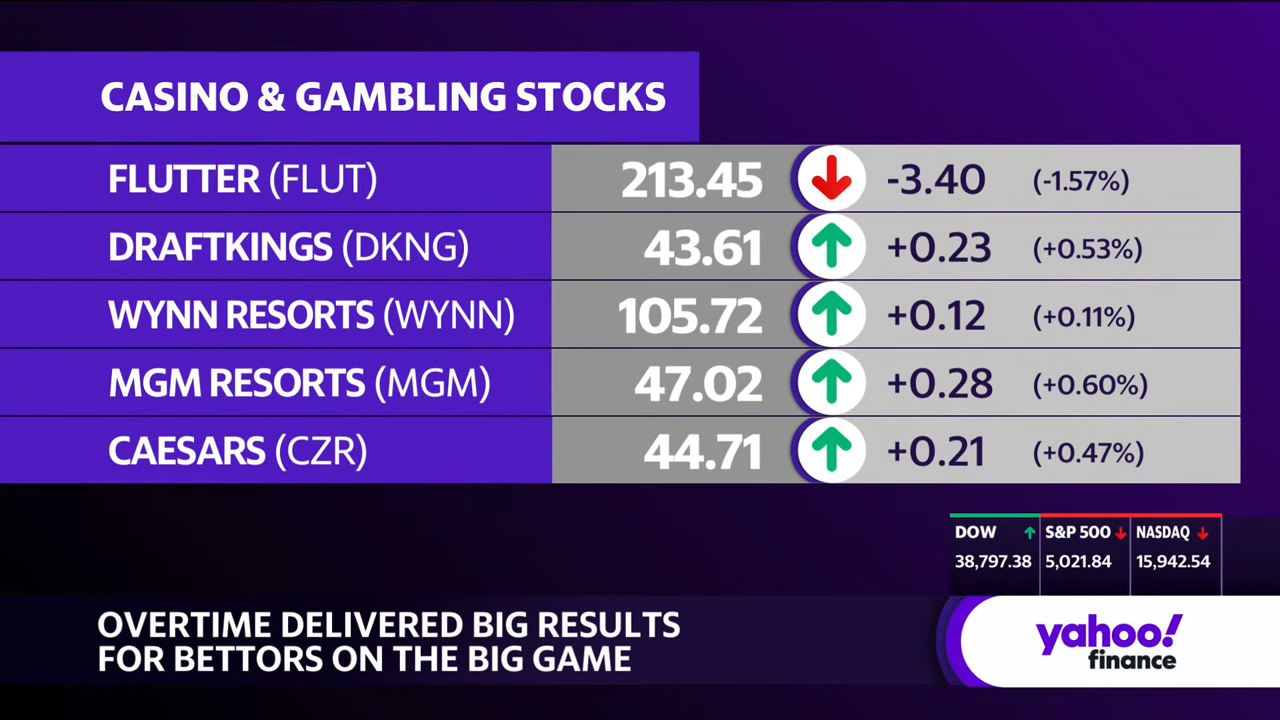 CASINO & GAMBLING STOCKS
FLUTTER (FLUT) 213.45 -3.40 (-1.57%)
DRAFTKINGS (DKNG) 43.61 +0.23 (+0.53%)
WYNN RESORTS (WYNN) 105.72 +0.12 (+0.11%)
MGM RESORTS (MGM) 47.02 +0.28 (+0.60%)
CAESARS (CZR) 44.71 +0.21 (+0.47%)
DOW S&P 500 NASDAQ
38,797.38 5,021.84 15,942.54
OVERTIME DELIVERED BIG RESULTS
FOR BETTORS ON THE BIG GAME
yahoo!
finance